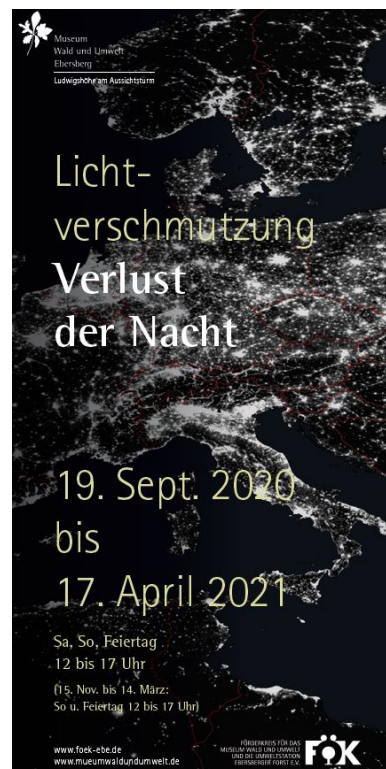 Museum
Wald und Umwelt
Ebersberg
Ludwigshöhe am Aussichtsturm
Licht-
verschmutzung
Verlust
der Nacht
19. Sept. 2020
bis
17. April 2021
Sa, So, Feiertag
12 bis 17 Uhr
(15. Nov. bis 14. März:
So u. Feiertag 12 bis 17 Uhr)
www.foek-ebe.de
www.mueumwaldundumwelt.de
FÖRDERKREIS FÜR DAS
MUSEUM WALD UND UMWELT
UND DIE UMWELTSTATION
EBERSBERGER FORST E.V.
FÖK